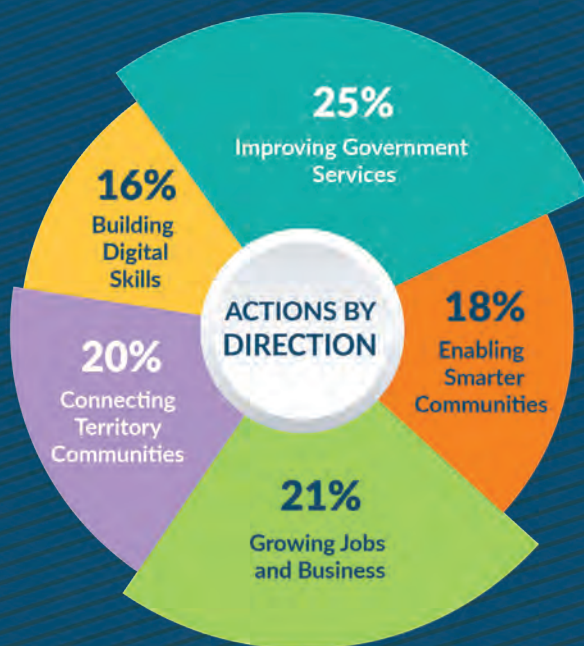 25%
Improving Government
Services
18%
Enabling
Smarter
Communities
21%
Growing Jobs
and Business
20%
Connecting
Territory
Communities
16%
Building
Digital
Skills
ACTIONS BY
DIRECTION